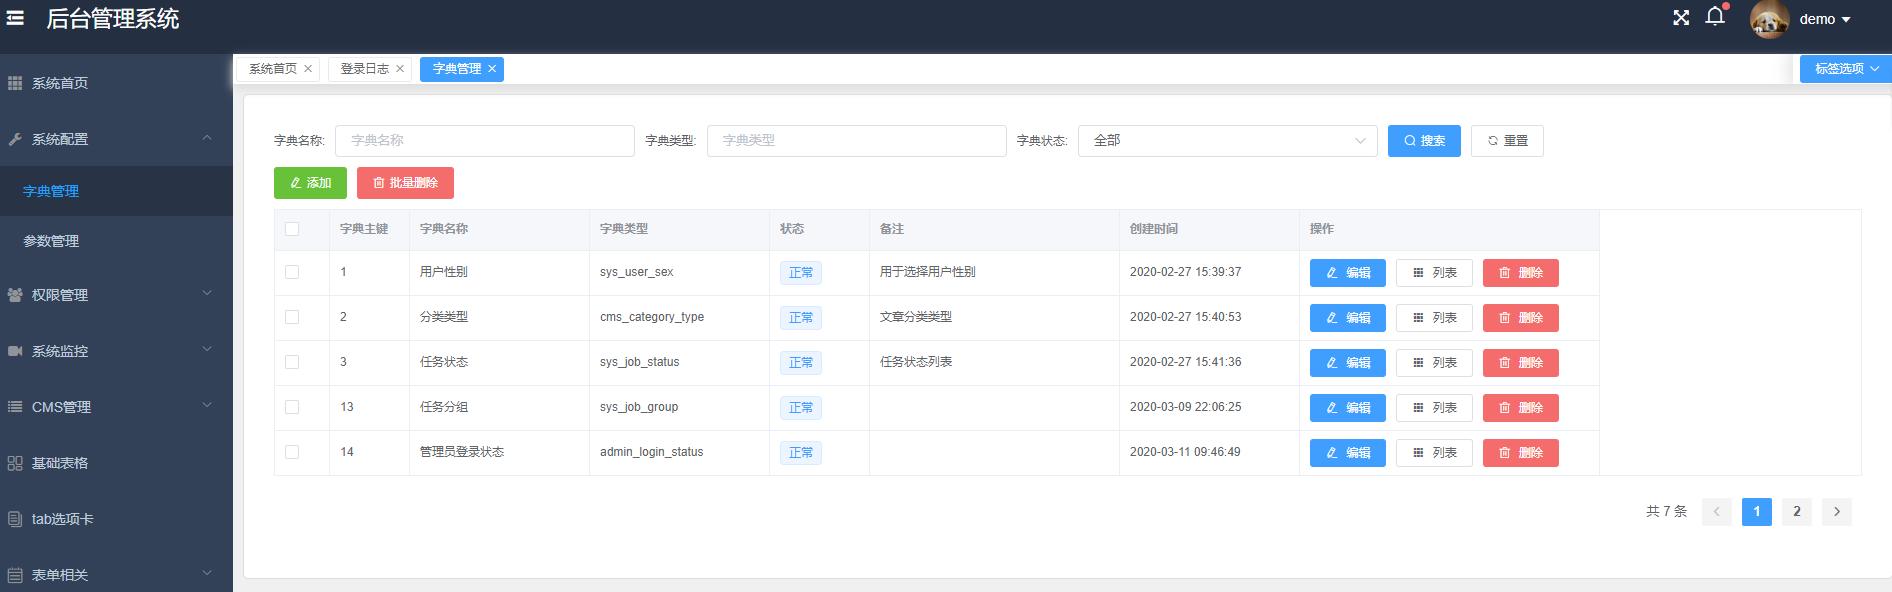 后台管理系统
demo
系统首页
系统配置
字典管理
参数管理
权限管理
系统监控
CMS管理
基础表格
tab选项卡
表单相关
系统首页 登录日志 字典管理 标签选项
字典名称: 字典名称 字典类型: 字典类型 字典状态: 全部 搜索 重置
添加 批量删除
字典主键 字典名称 字典类型 状态 备注 创建时间 操作
1 用户性别 sys_user_sex 正常 用于选择用户性别 2020-02-27 15:39:37 编辑 列表 删除
2 分类类型 cms_category_type 正常 文章分类类型 2020-02-27 15:40:53 编辑 列表 删除
3 任务状态 sys_job_status 正常 任务状态列表 2020-02-27 15:41:36 编辑 列表 删除
13 任务分组 sys_job_group 正常 2020-03-09 22:06:25 编辑 列表 删除
14 管理员登录状态 admin_login_status 正常 2020-03-11 09:46:49 编辑 列表 删除
共 7 条 1 2